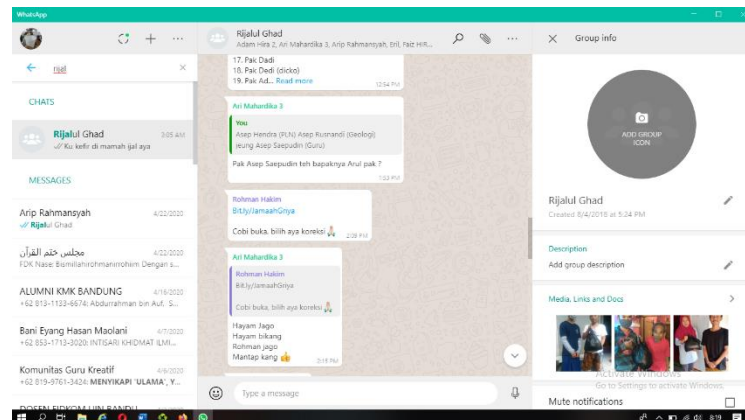 WhatsApp
rijal
CHATS
Rijalul Ghad
3:05 AM
Ku kefir di mamah ijal aya
MESSAGES
Arip Rahmansyah
4/22/2020
Rijalul Ghad
مجلس ختم القرآن
4/22/2020
FDK Nase: Bismillahirrohmanirrohiim Dengan s...
ALUMNI KMK BANDUNG
4/16/2020
+62 813-1133-6674: Abdurrahman bin Auf, S...
Bani Eyang Hasan Maolani
4/7/2020
+62 853-1713-3020: INTISARI KHIDMAT ILMI...
Komunitas Guru Kreatif
4/6/2020
+62 819-9761-3424: MENYIKAPI 'ULAMA', Y...
DOSEN FIDKOM UIN BANDU
Rijalul Ghad
Adam Hira 2, Ari Mahardika 3, Arip Rahmansyah, Eril, Faiz HIR...
17. Pak Dadi
18. Pak Dedi (dicko)
19. Pak Ad... Read more
12:54 PM
Ari Mahardika 3
You
Asep Hendra (PLN) Asep Kusnandi (Geologi)
jeung Asep Saepudin (Guru)
Pak Asep Saepudin teh bapaknya Arul pak ?
1:03 PM
Rohman Hakim
Bit.ly/JamaahGriya
Cobi buka, bilih aya koreksi
2:08 PM
Ari Mahardika 3
Rohman Hakim
Bit.ly/JamaahGriya
Cobi buka, bilih aya koreksi
Hayam Jago
Hayam bikang
Rohman jago
Mantap kang
Type a message
Group info
ADD GROUP
ICON
Rijalul Ghad
Created 8/4/2018 at 5:24 PM
Description
Add group description
Media, Links and Docs
Activate Windows
Go to Settings to activate Windows.
Mute notifications
8:19